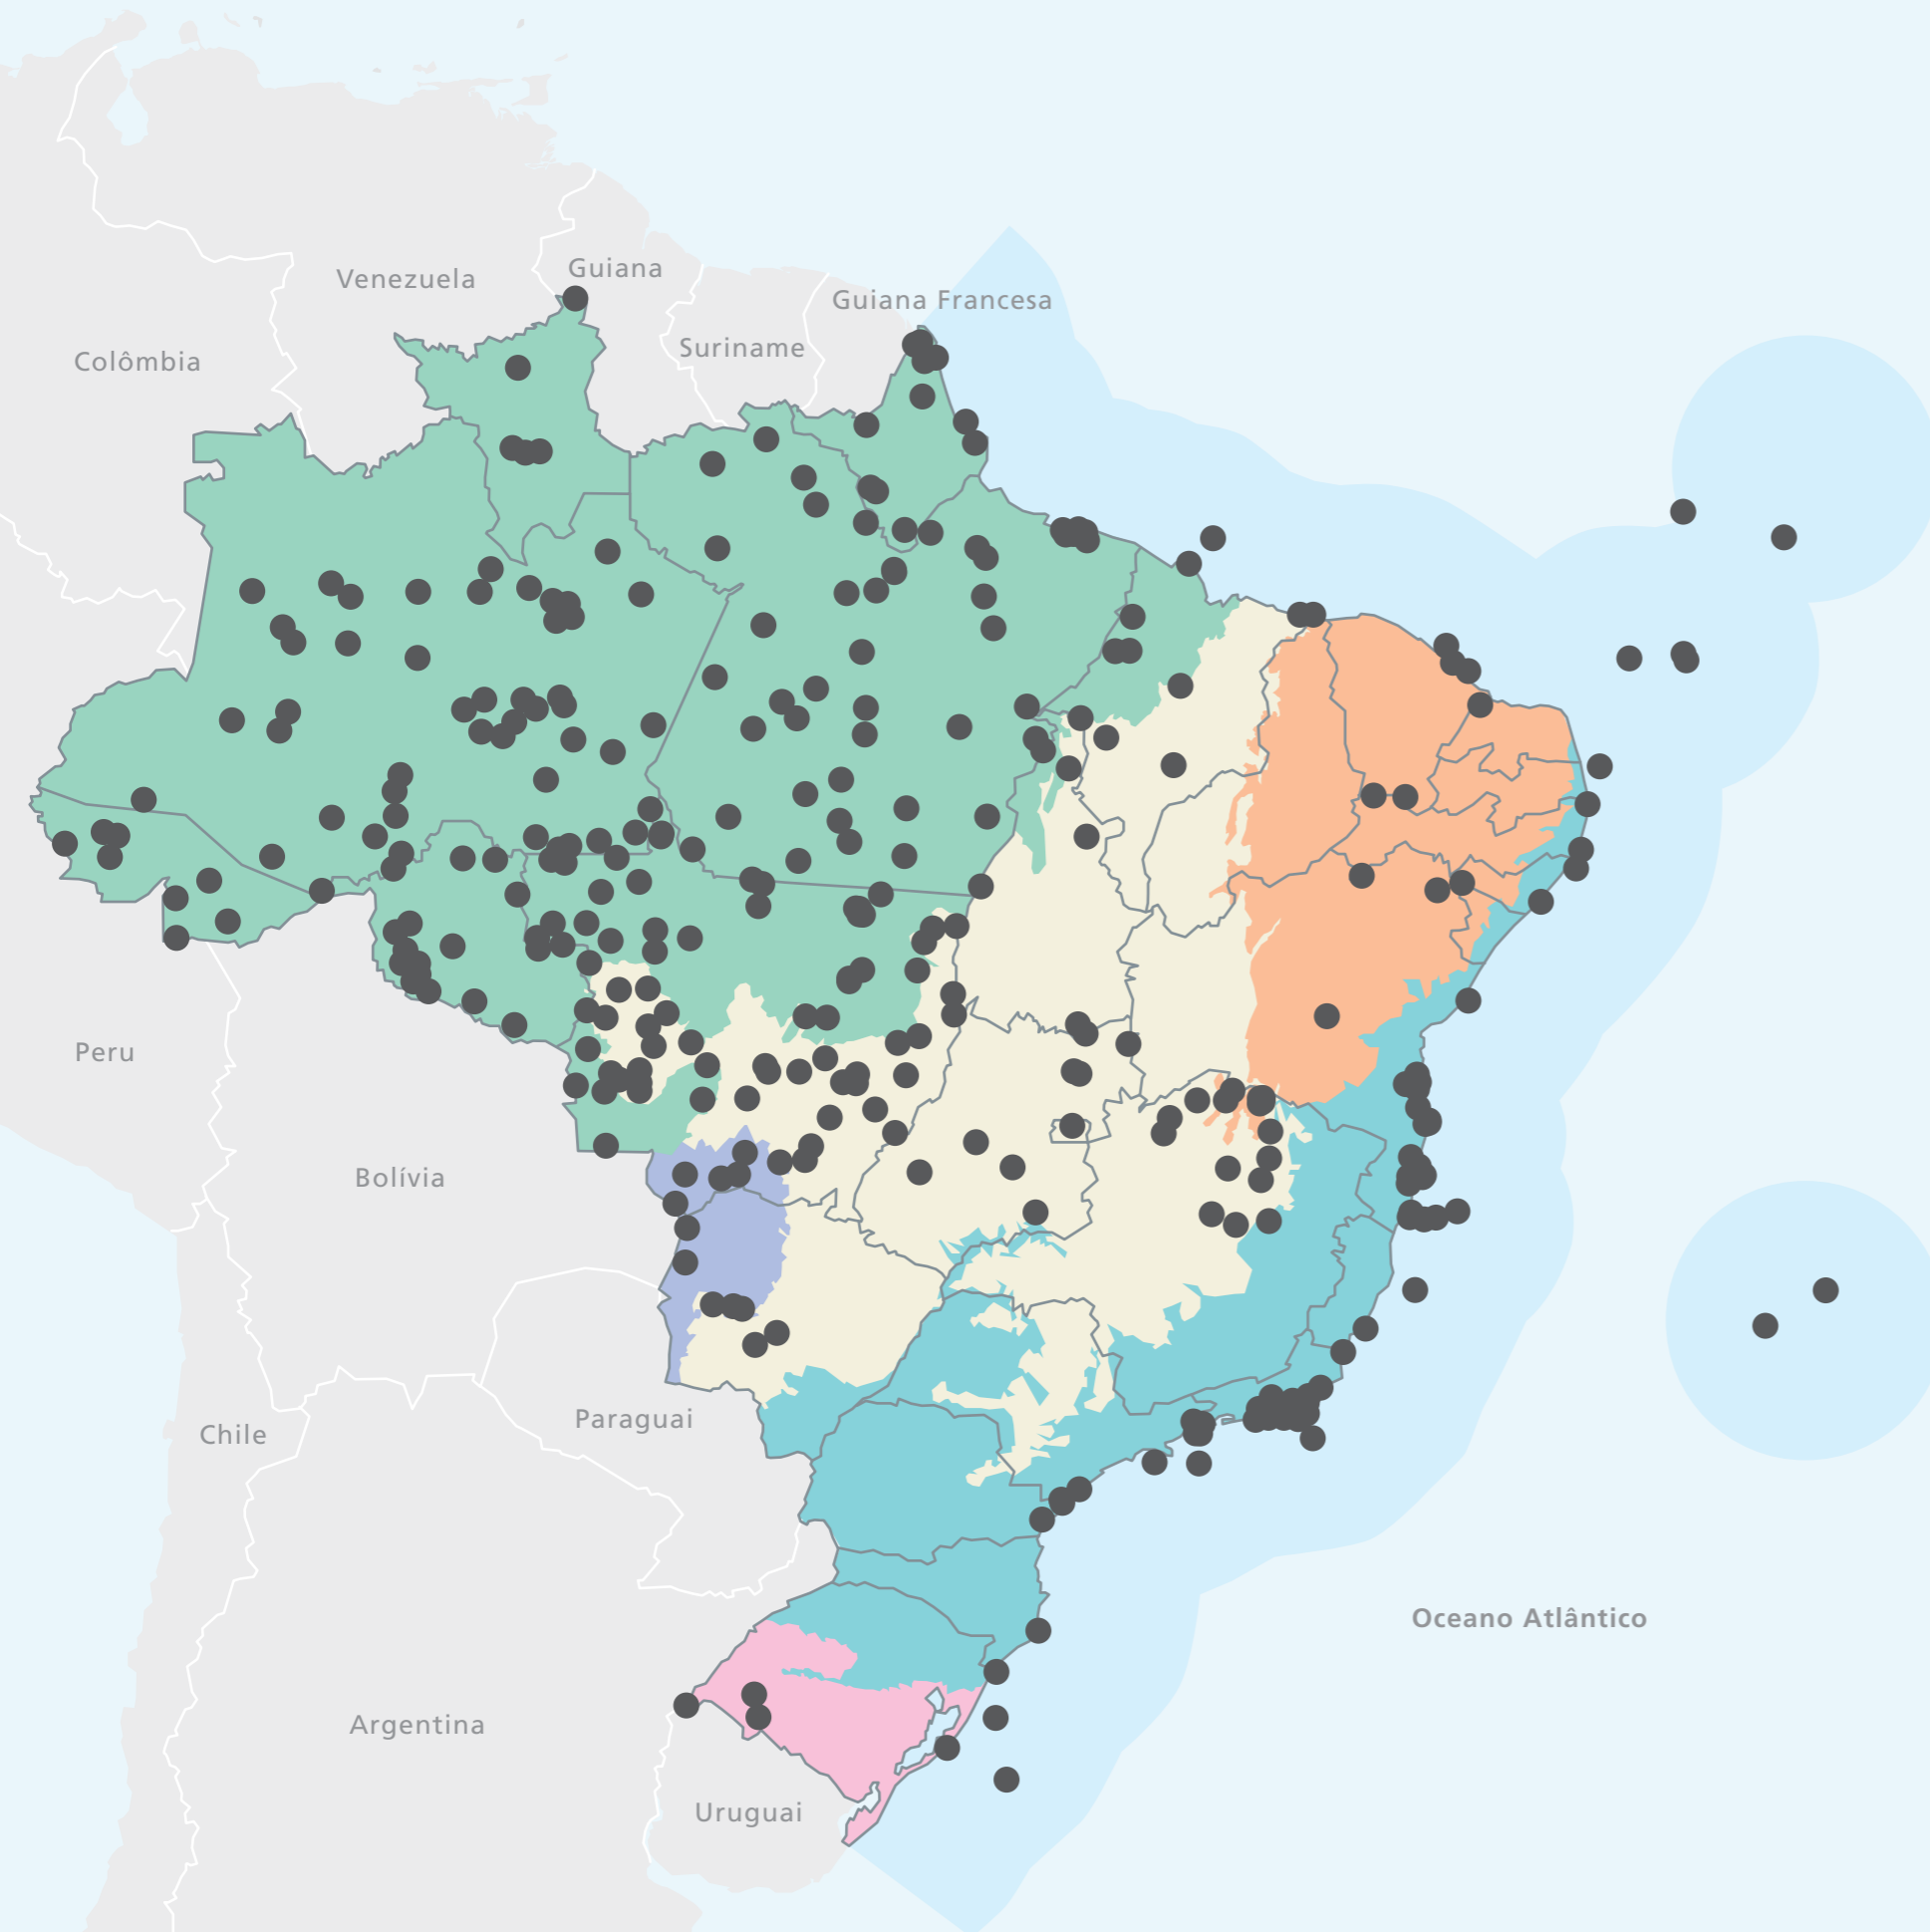 Guiana
Venezuela
Guiana Francesa
Suriname
Colômbia
Peru
Bolívia
Paraguai
Chile
Oceano Atlântico
Argentina
Uruguai